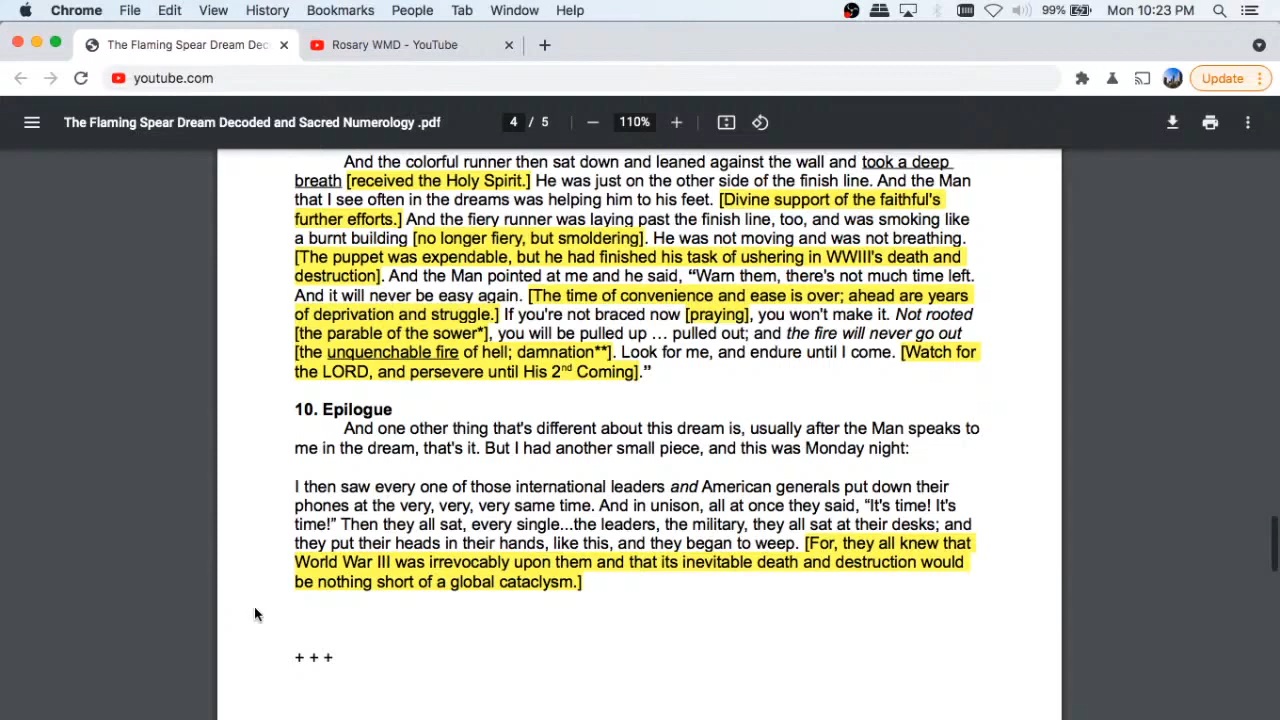 Chrome File Edit View History Bookmarks People Tab Window Help 99% Mon 10:23 PM
The Flaming Spear Dream Dec
Rosary WMD - YouTube
youtube.com
Update
The Flaming Spear Dream Decoded and Sacred Numerology .pdf 4 / 5 110%
And the colorful runner then sat down and leaned against the wall and took a deep
breath [received the Holy Spirit.] He was just on the other side of the finish line. And the Man
that I see often in the dreams was helping him to his feet. [Divine support of the faithful's
further efforts.] And the fiery runner was laying past the finish line, too, and was smoking like
a burnt building [no longer fiery, but smoldering]. He was not moving and was not breathing.
[The puppet was expendable, but he had finished his task of ushering in WWIII's death and
destruction]. And the Man pointed at me and he said, “Warn them, there's not much time left.
And it will never be easy again. [The time of convenience and ease is over; ahead are years
of deprivation and struggle.] If you're not braced now [praying], you won't make it. Not rooted
[the parable of the sower*], you will be pulled up … pulled out; and the fire will never go out
[the unquenchable fire of hell; damnation**]. Look for me, and endure until I come. [Watch for
the LORD, and persevere until His 2nd Coming].”
10. Epilogue
And one other thing that's different about this dream is, usually after the Man speaks to
me in the dream, that's it. But I had another small piece, and this was Monday night:
I then saw every one of those international leaders and American generals put down their
phones at the very, very, very same time. And in unison, all at once they said, “It's time! It's
time!” Then they all sat, every single...the leaders, the military, they all sat at their desks; and
they put their heads in their hands, like this, and they began to weep. [For, they all knew that
World War III was irrevocably upon them and that its inevitable death and destruction would
be nothing short of a global cataclysm.]
+ + +